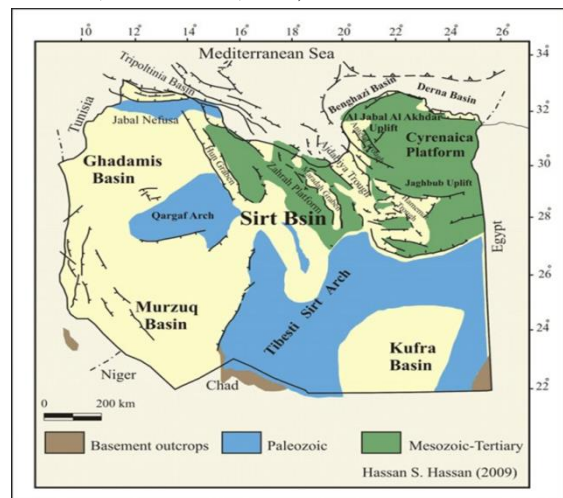 10° 12° 14° 16° 18° 20° 22° 24° 26°
Mediterranean Sea
34°
32°
30°
28°
26°
24°
22°
Tripoltinia Basin
Benghazi Basin
Derna Basin
Tunisia
Jabal Nefusa
Al Jabal Al Akhdar
Uplift
Cyrenaica
Platform
Ghadamis
Basin
Hun Graben
Zahrah Platform
Ajdabiya Trough
Jaghbub Uplift
Hameimat
Trough
Qargaf Arch
Sirt Bsin
Egypt
Murzuq
Basin
Tibesti Sirt Arch
Kufra
Basin
Niger
Chad
0 200 km
Basement outcrops Paleozoic Mesozoic-Tertiary
Hassan S. Hassan (2009)